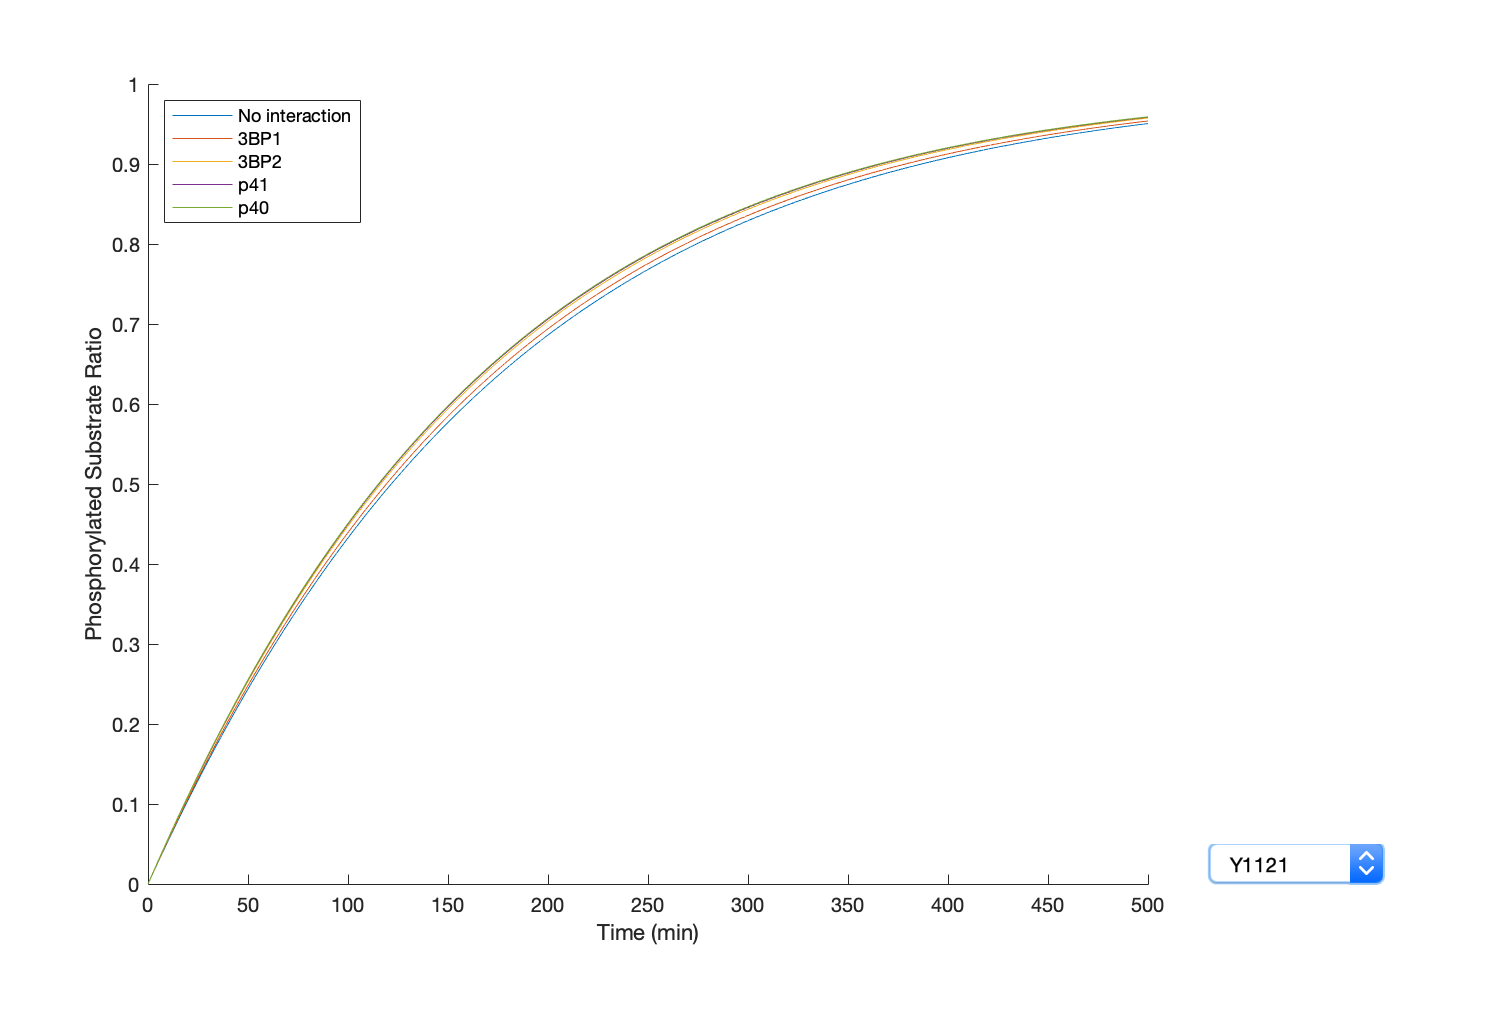 1
0.9
0.8
0.7
0.6
0.5
0.4
0.3
0.2
0.1
0
Phosphorylated Substrate Ratio
No interaction
3BP1
3BP2
p41
p40
0 50 100 150 200 250 300 350 400 450 500
Time (min)
Y1121